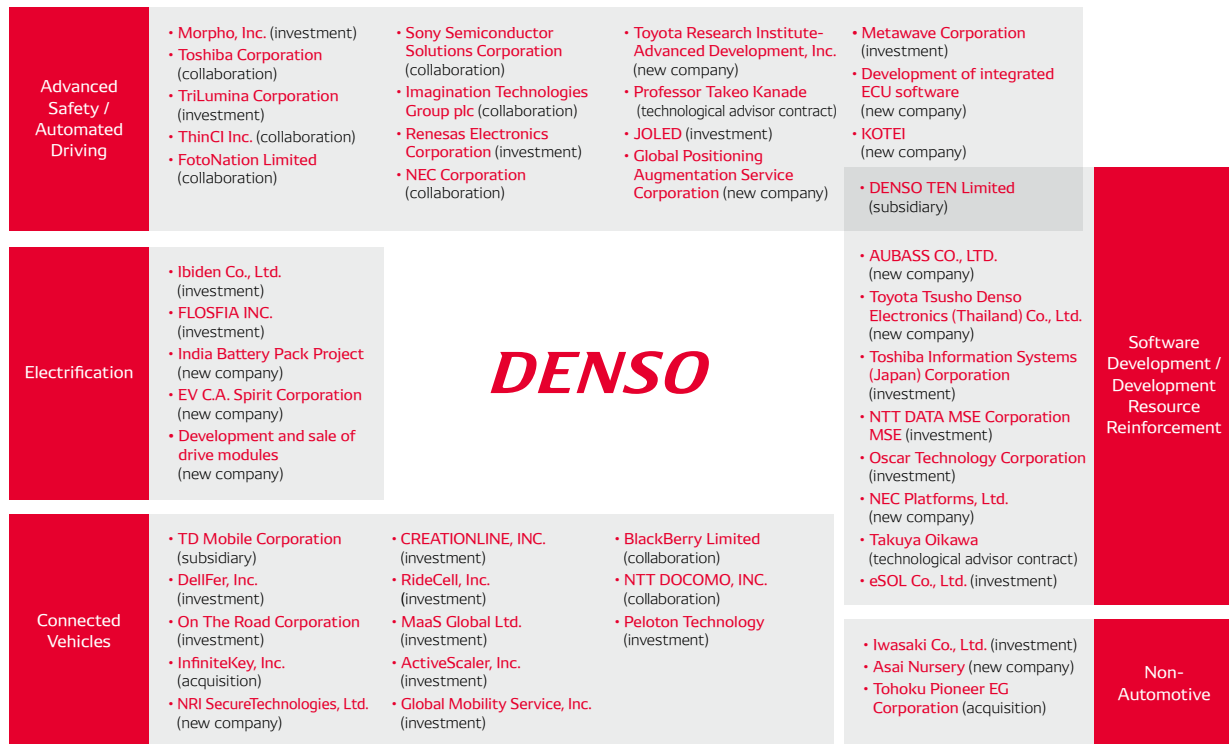 Advanced
Safety /
Automated
Driving
• Morpho, Inc. (investment)
• Toshiba Corporation
(collaboration)
• TriLumina Corporation
(investment)
• ThinCI Inc. (collaboration)
• FotoNation Limited
(collaboration)
• Sony Semiconductor
Solutions Corporation
(collaboration)
• Imagination Technologies
Group plc (collaboration)
• Renesas Electronics
Corporation (investment)
• NEC Corporation
(collaboration)
• Toyota Research Institute-
Advanced Development, Inc.
(new company)
• Professor Takeo Kanade
(technological advisor contract)
• JOLED (investment)
• Global Positioning
Augmentation Service
Corporation (new company)
• Metawave Corporation
(investment)
• Development of integrated
ECU software
(new company)
• KOTEI
(new company)
• DENSO TEN Limited
(subsidiary)
Electrification
• Ibiden Co., Ltd.
(investment)
• FLOSFIA INC.
(investment)
• India Battery Pack Project
(new company)
• EV C.A. Spirit Corporation
(new company)
• Development and sale of
drive modules
(new company)
DENSO
• AUBASS CO., LTD.
(new company)
• Toyota Tsusho Denso
Electronics (Thailand) Co., Ltd.
(new company)
• Toshiba Information Systems
(Japan) Corporation
(investment)
• NTT DATA MSE Corporation
MSE (investment)
• Oscar Technology Corporation
(investment)
• NEC Platforms, Ltd.
(new company)
• Takuya Oikawa
(technological advisor contract)
• eSOL Co., Ltd. (investment)
Software
Development /
Development
Resource
Reinforcement
Connected
Vehicles
• TD Mobile Corporation
(subsidiary)
• DellFer, Inc.
(investment)
• On The Road Corporation
(investment)
• InfiniteKey, Inc.
(acquisition)
• NRI SecureTechnologies, Ltd.
(new company)
• CREATIONLINE, INC.
(investment)
• RideCell, Inc.
(investment)
• MaaS Global Ltd.
(investment)
• ActiveScaler, Inc.
(investment)
• Global Mobility Service, Inc.
(investment)
• BlackBerry Limited
(collaboration)
• NTT DOCOMO, INC.
(collaboration)
• Peloton Technology
(investment)
• Iwasaki Co., Ltd. (investment)
• Asai Nursery (new company)
• Tohoku Pioneer EG
Corporation (acquisition)
Non-
Automotive